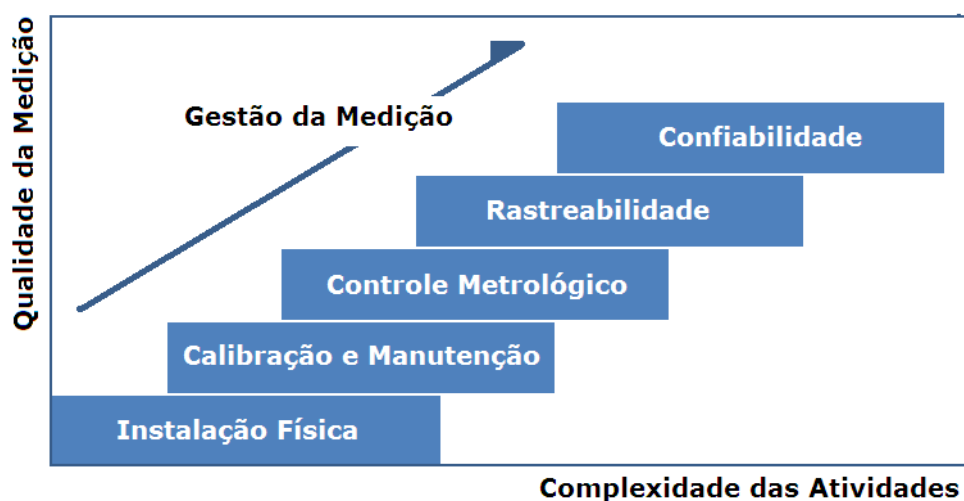 Qualidade da Medição
Gestão da Medição
Confiabilidade
Rastreabilidade
Controle Metrológico
Calibração e Manutenção
Instalação Física
Complexidade das Atividades